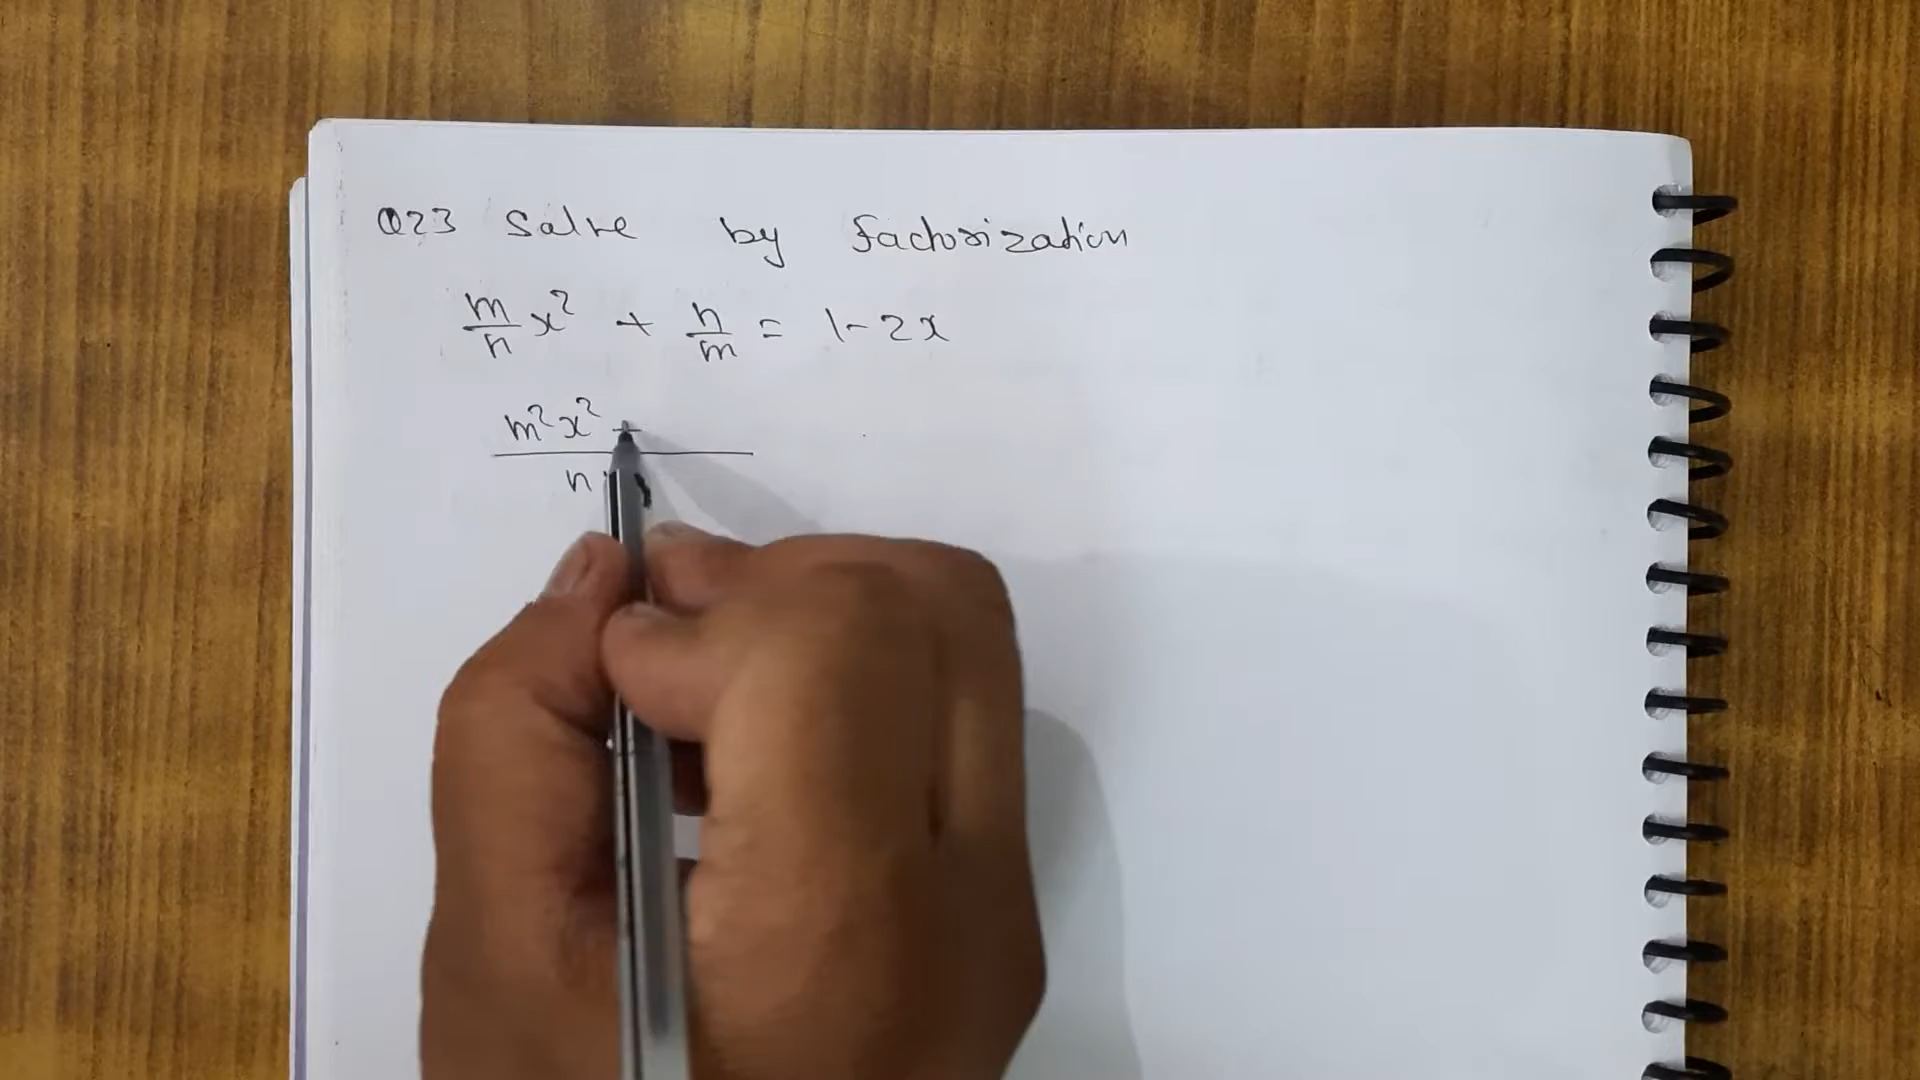 Q23 Solve by factorization
m/n x² + n/m = 1-2x
m²x² +
n